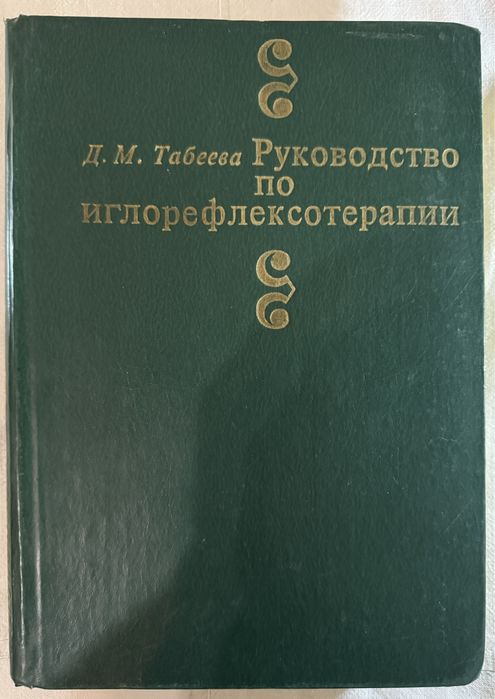 Д. М. Табеева Руководство
по
иглорефлексотерапии